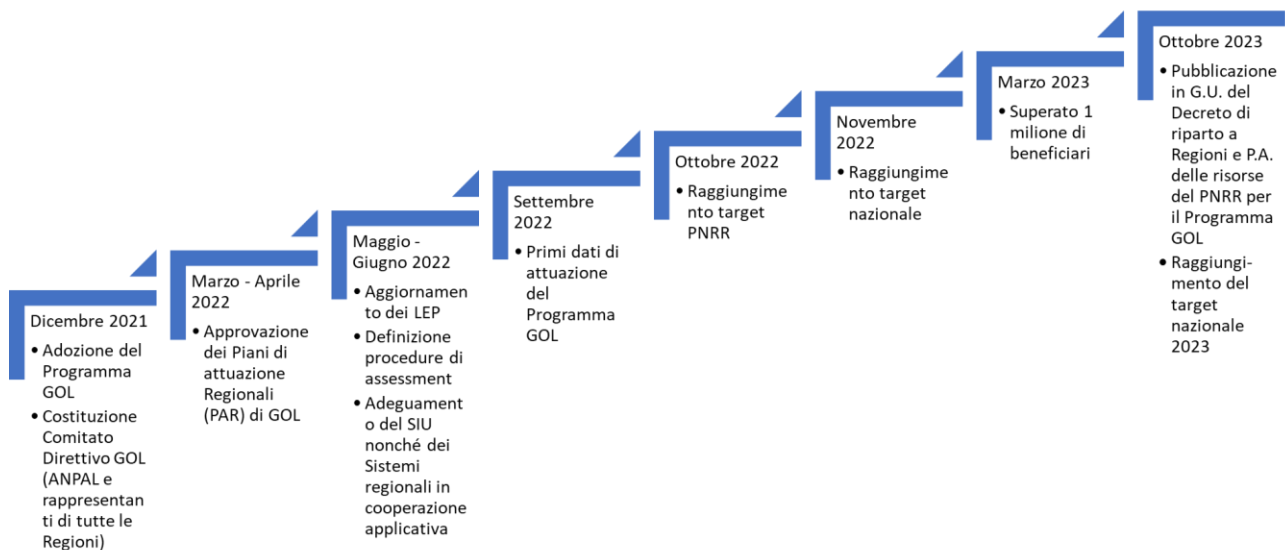 Dicembre 2021
• Adozione del
Programma
GOL
• Costituzione
Comitato
Direttivo GOL
(ANPAL e
rappresentan
ti di tutte le
Regioni)
Marzo - Aprile
2022
• Approvazione
dei Piani di
attuazione
Regionali
(PAR) di GOL
Maggio -
Giugno 2022
• Aggiornamen
to dei LEP
• Definizione
procedure di
assessment
• Adeguament
o del SIU
nonché dei
Sistemi
regionali in
cooperazione
applicativa
Settembre
2022
• Primi dati di
attuazione
del
Programma
GOL
Ottobre 2022
• Raggiungime
nto target
PNRR
Novembre
2022
• Raggiungime
nto target
nazionale
Marzo 2023
• Superato 1
milione di
beneficiari
Ottobre 2023
• Pubblicazione
in G.U. del
Decreto di
riparto a
Regioni e P.A.
delle risorse
del PNRR per
il Programma
GOL
• Raggiungi-
mento del
target
nazionale
2023